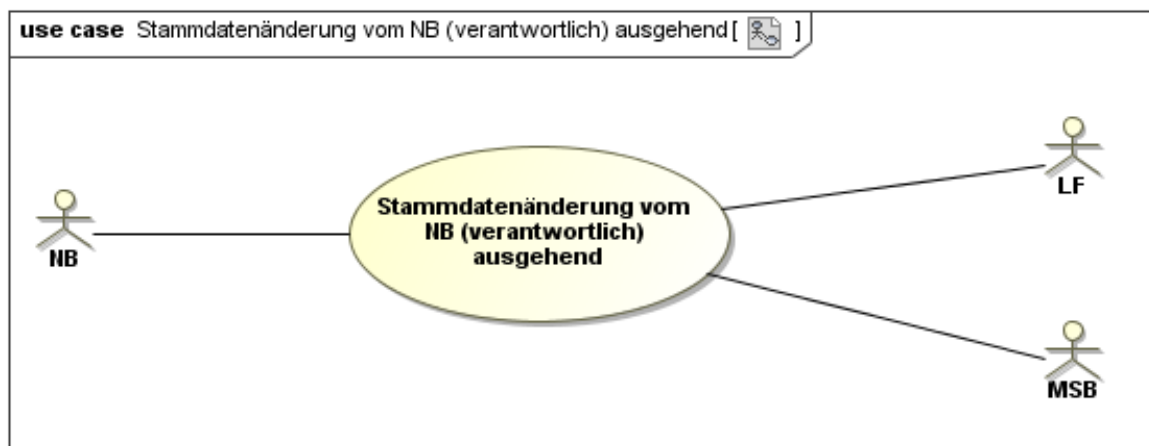 use case Stammdatenänderung vom NB (verantwortlich) ausgehend [ ]
LF
Stammdatenänderung vom
NB (verantwortlich)
ausgehend
NB
MSB